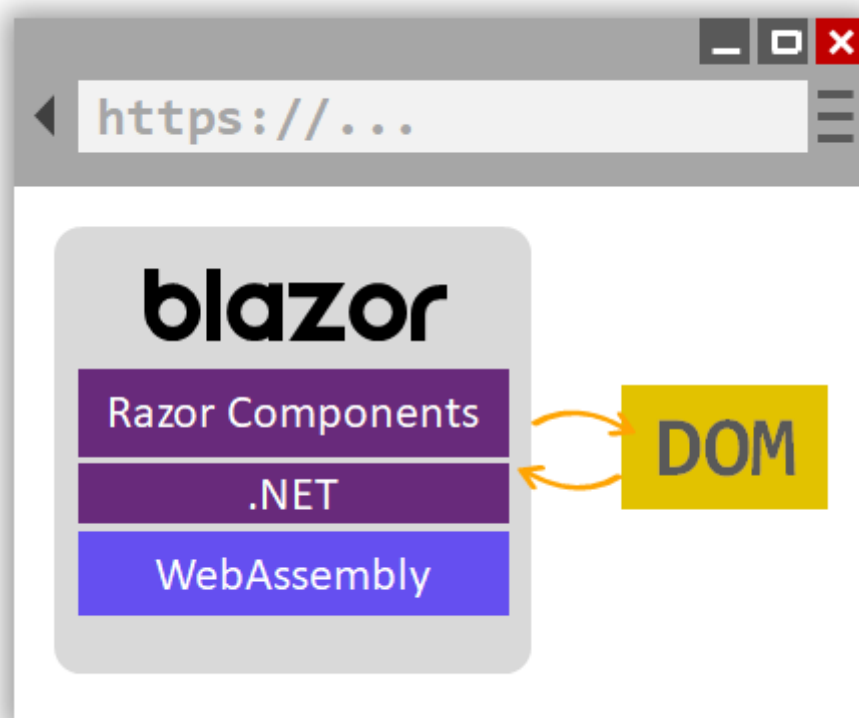 https://...
blazor
Razor Components
.NET
WebAssembly
DOM